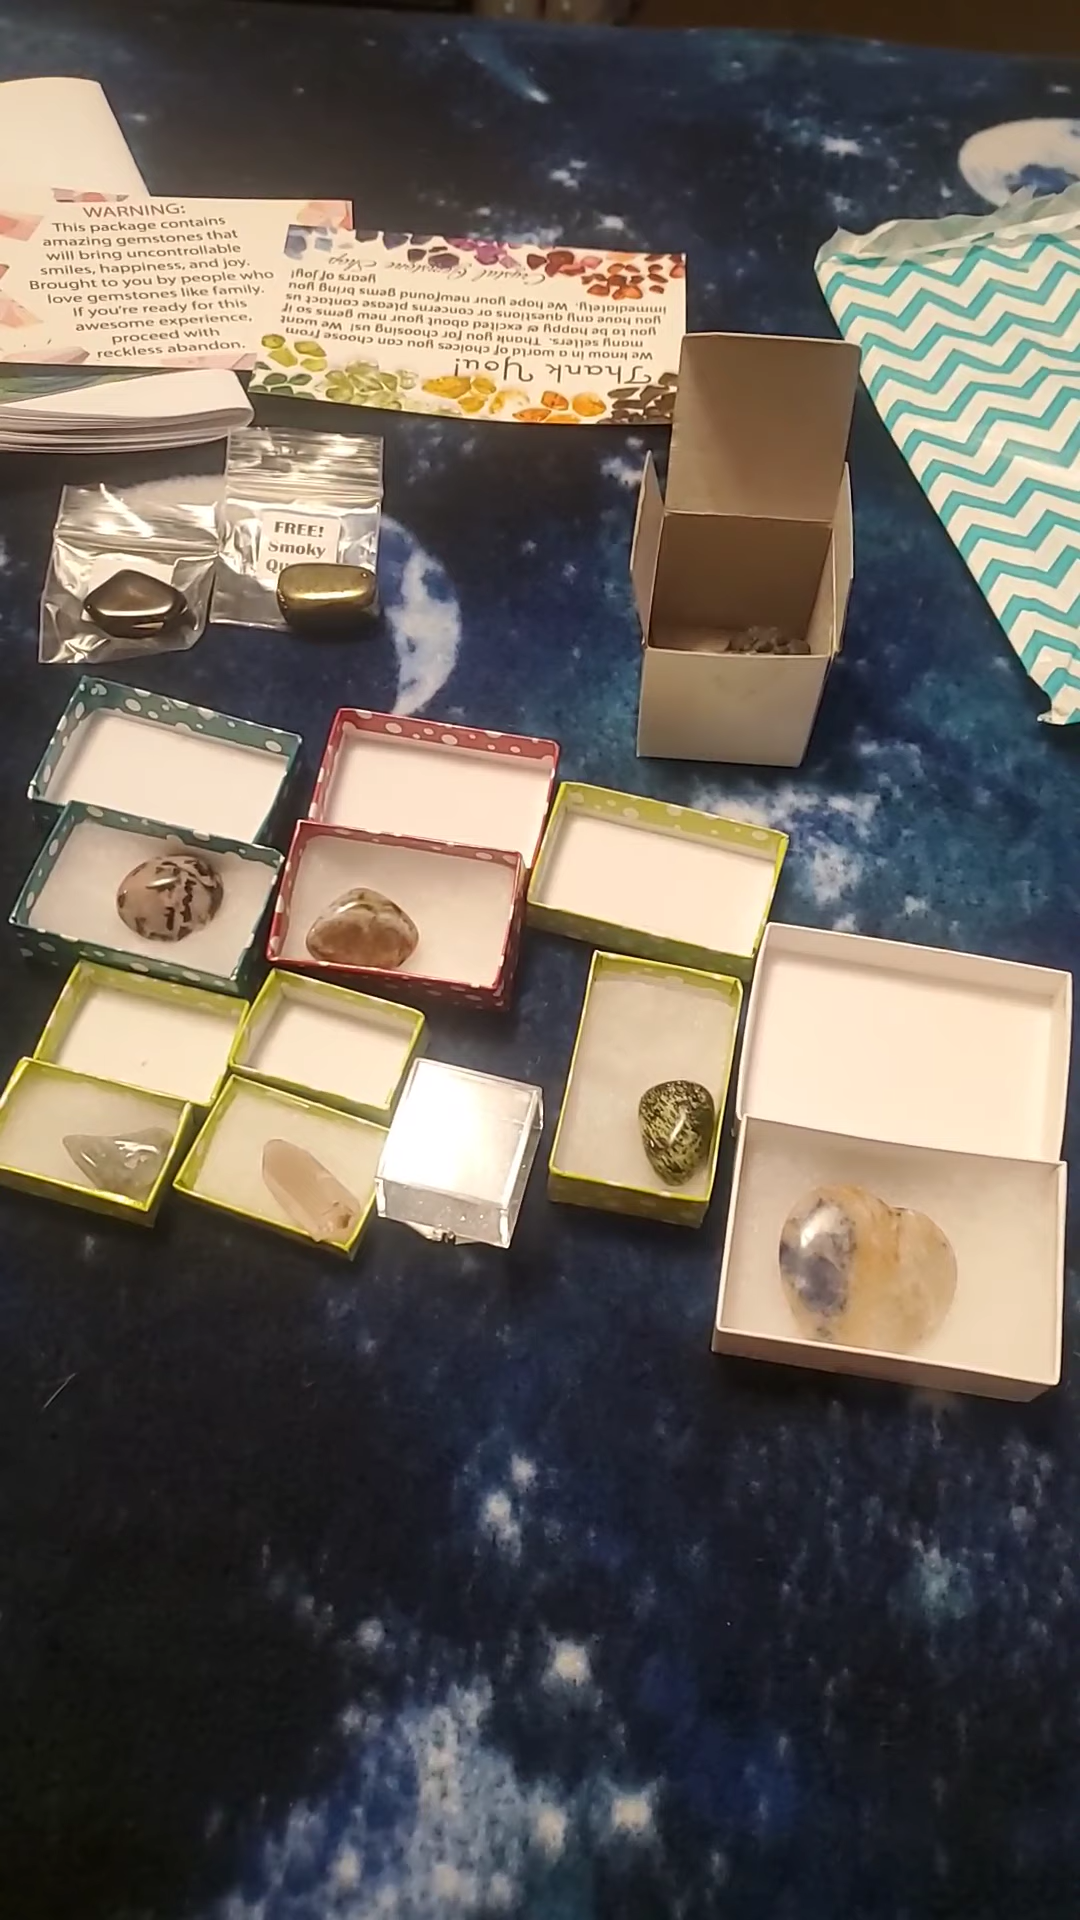 WARNING:
This package contains
amazing gemstones that
will bring uncontrollable
smiles, happiness, and joy.
Brought to you by people who
love gemstones like family.
If you're ready for this
awesome experience,
proceed with
reckless abandon.
Thank You!
We know in a world of choices you can choose from
many sellers. Thank you for choosing us! We want
you to be happy & excited about your new gems so if
you have any questions or concerns please contact us
immediately. We hope your newfound gems bring you
years of joy!
Crystal Gemstone Shop
FREE!
Smoky